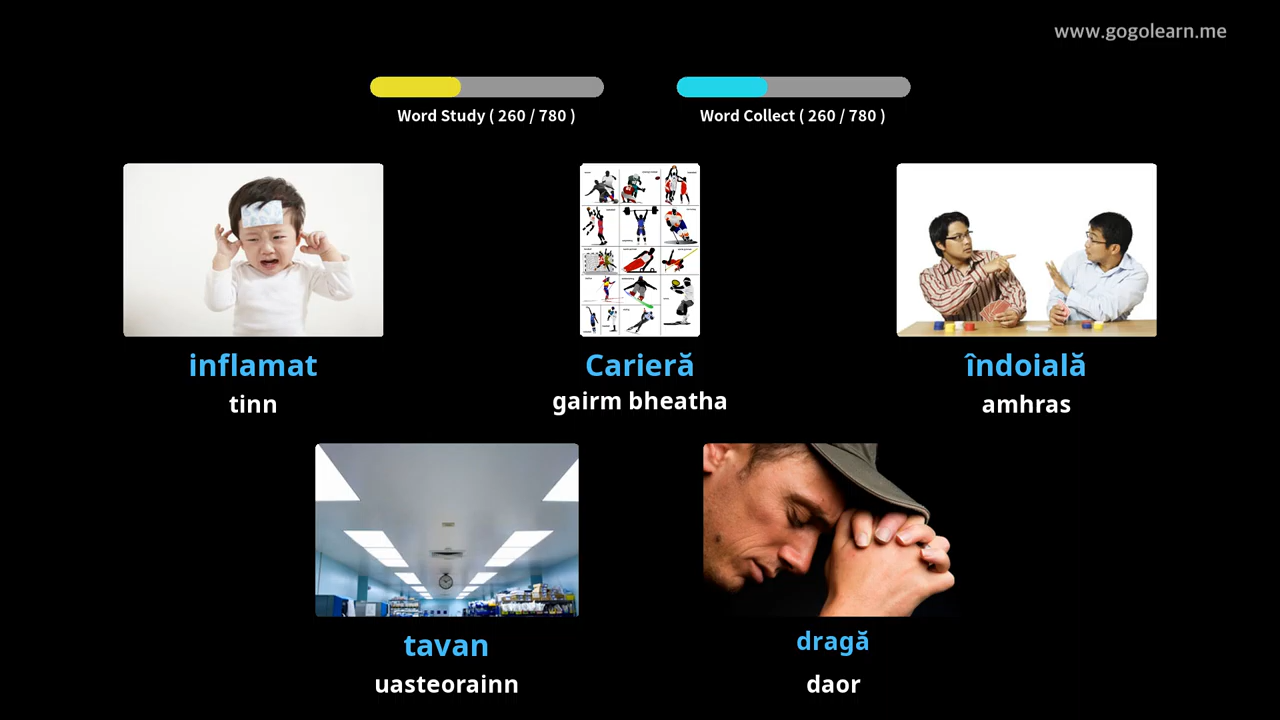 www.gogolearn.me
Word Study ( 260 / 780 )
Word Collect ( 260 / 780 )
inflamat
Carieră
îndoială
tinn
gairm bheatha
amhras
tavan
dragă
uasteorainn
daor